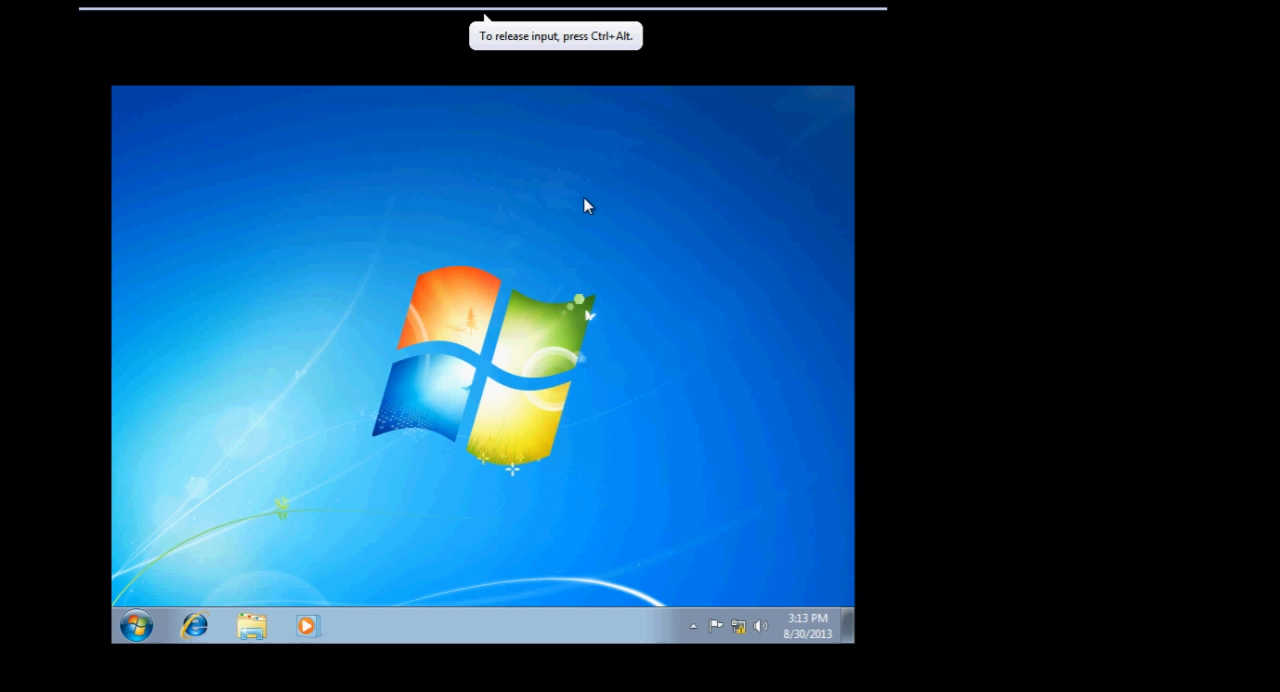 To release input, press Ctrl+Alt.
3:13 PM
8/30/2013